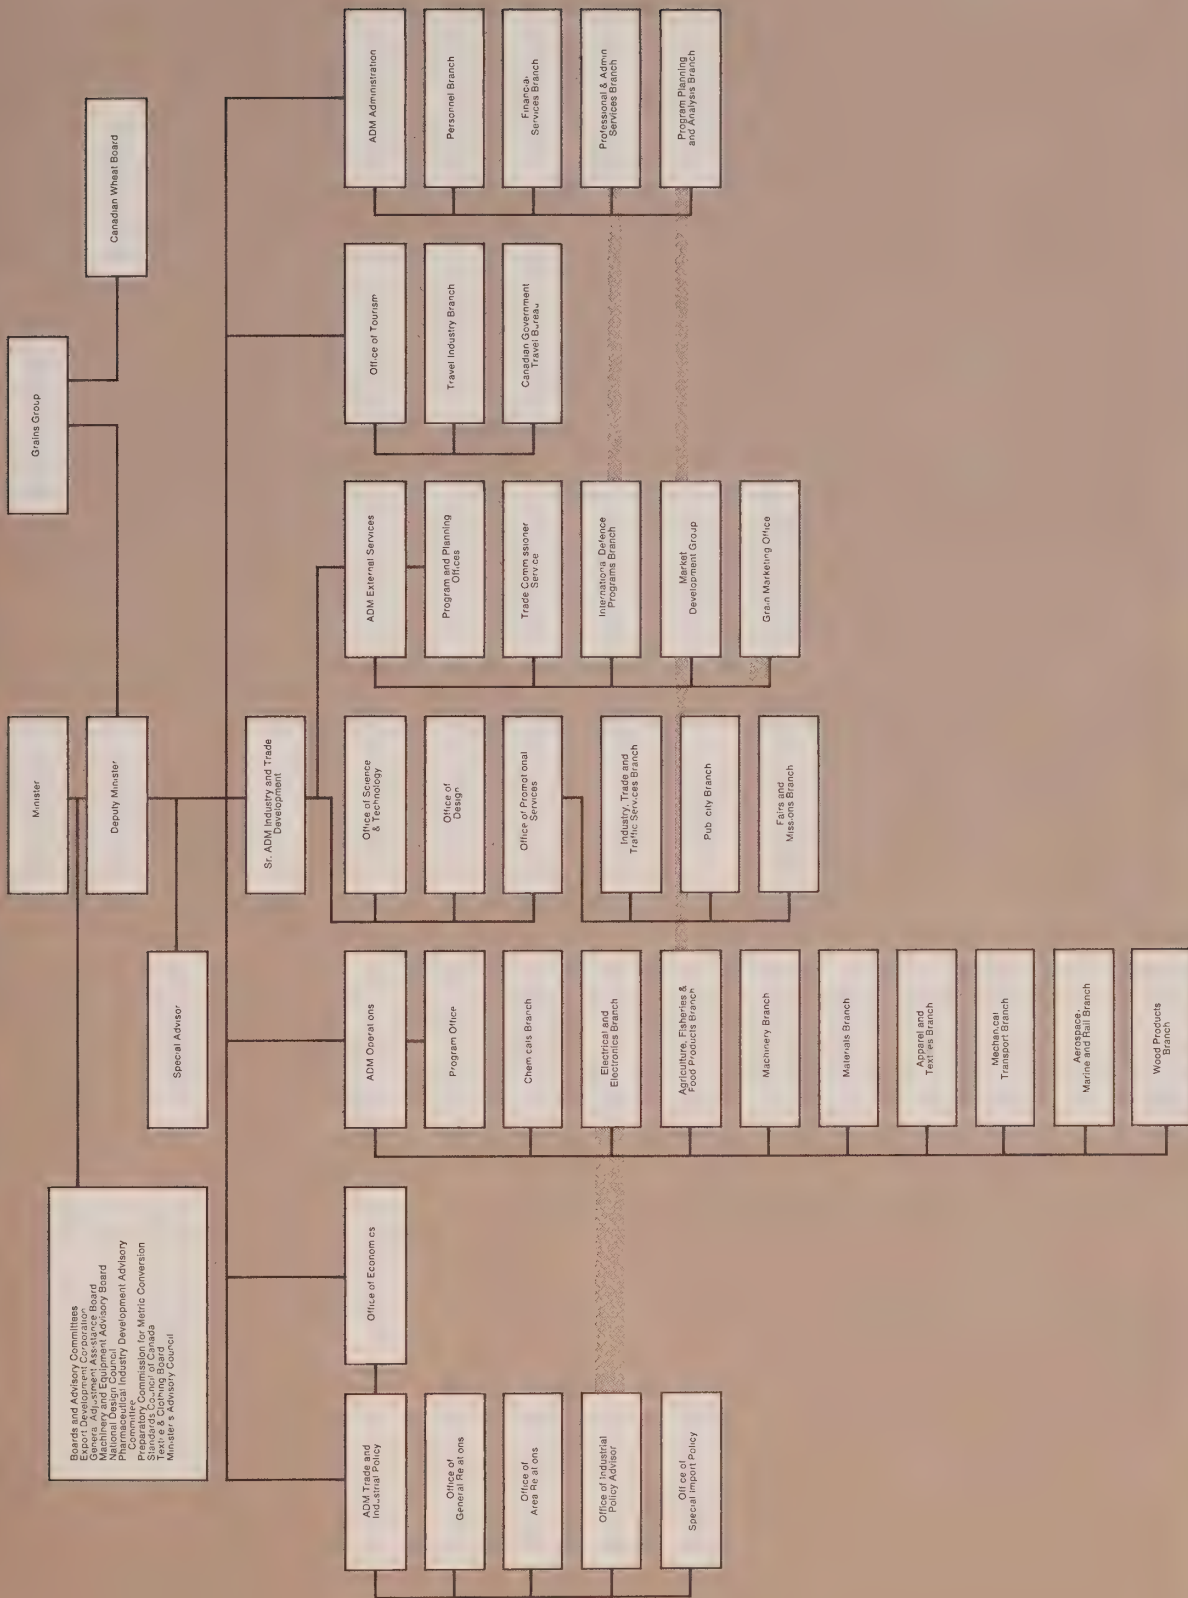 Minister
Deputy Minister
Grains Group
Canadian Wheat Board
Boards and Advisory Committees
Export Development Corporation
General Adjustment Assistance Board
Machinery and Equipment Advisory Board
National Design Council
Pharmaceutical Industry Development Advisory
Committee
Preparatory Commission for Metric Conversion
Standards Council of Canada
Textile & Clothing Board
Minister's Advisory Council
Special Advisor
Sr. ADM Industry and Trade
Development
ADM Trade and
Industrial Policy
Office of
General Relations
Office of
Area Relations
Office of Industrial
Policy Advisor
Office of
Special Import Policy
Office of Economics
ADM Operations
Program Office
Chemicals Branch
Electrical and
Electronics Branch
Agriculture, Fisheries &
Food Products Branch
Machinery Branch
Materials Branch
Apparel and
Textiles Branch
Mechanical
Transport Branch
Aerospace,
Marine and Rail Branch
Wood Products
Branch
Office of Science
& Technology
Office of
Design
Office of Promotional
Services
Industry, Trade and
Traffic Services Branch
Publicity Branch
Fairs and
Missions Branch
ADM External Services
Program and Planning
Offices
Trade Commissioner
Service
International Defence
Programs Branch
Market
Development Group
Grain Marketing Office
Office of Tourism
Travel Industry Branch
Canadian Government
Travel Bureau
ADM Administration
Personnel Branch
Financial
Services Branch
Professional & Admin
Services Branch
Program Planning
and Analysis Branch